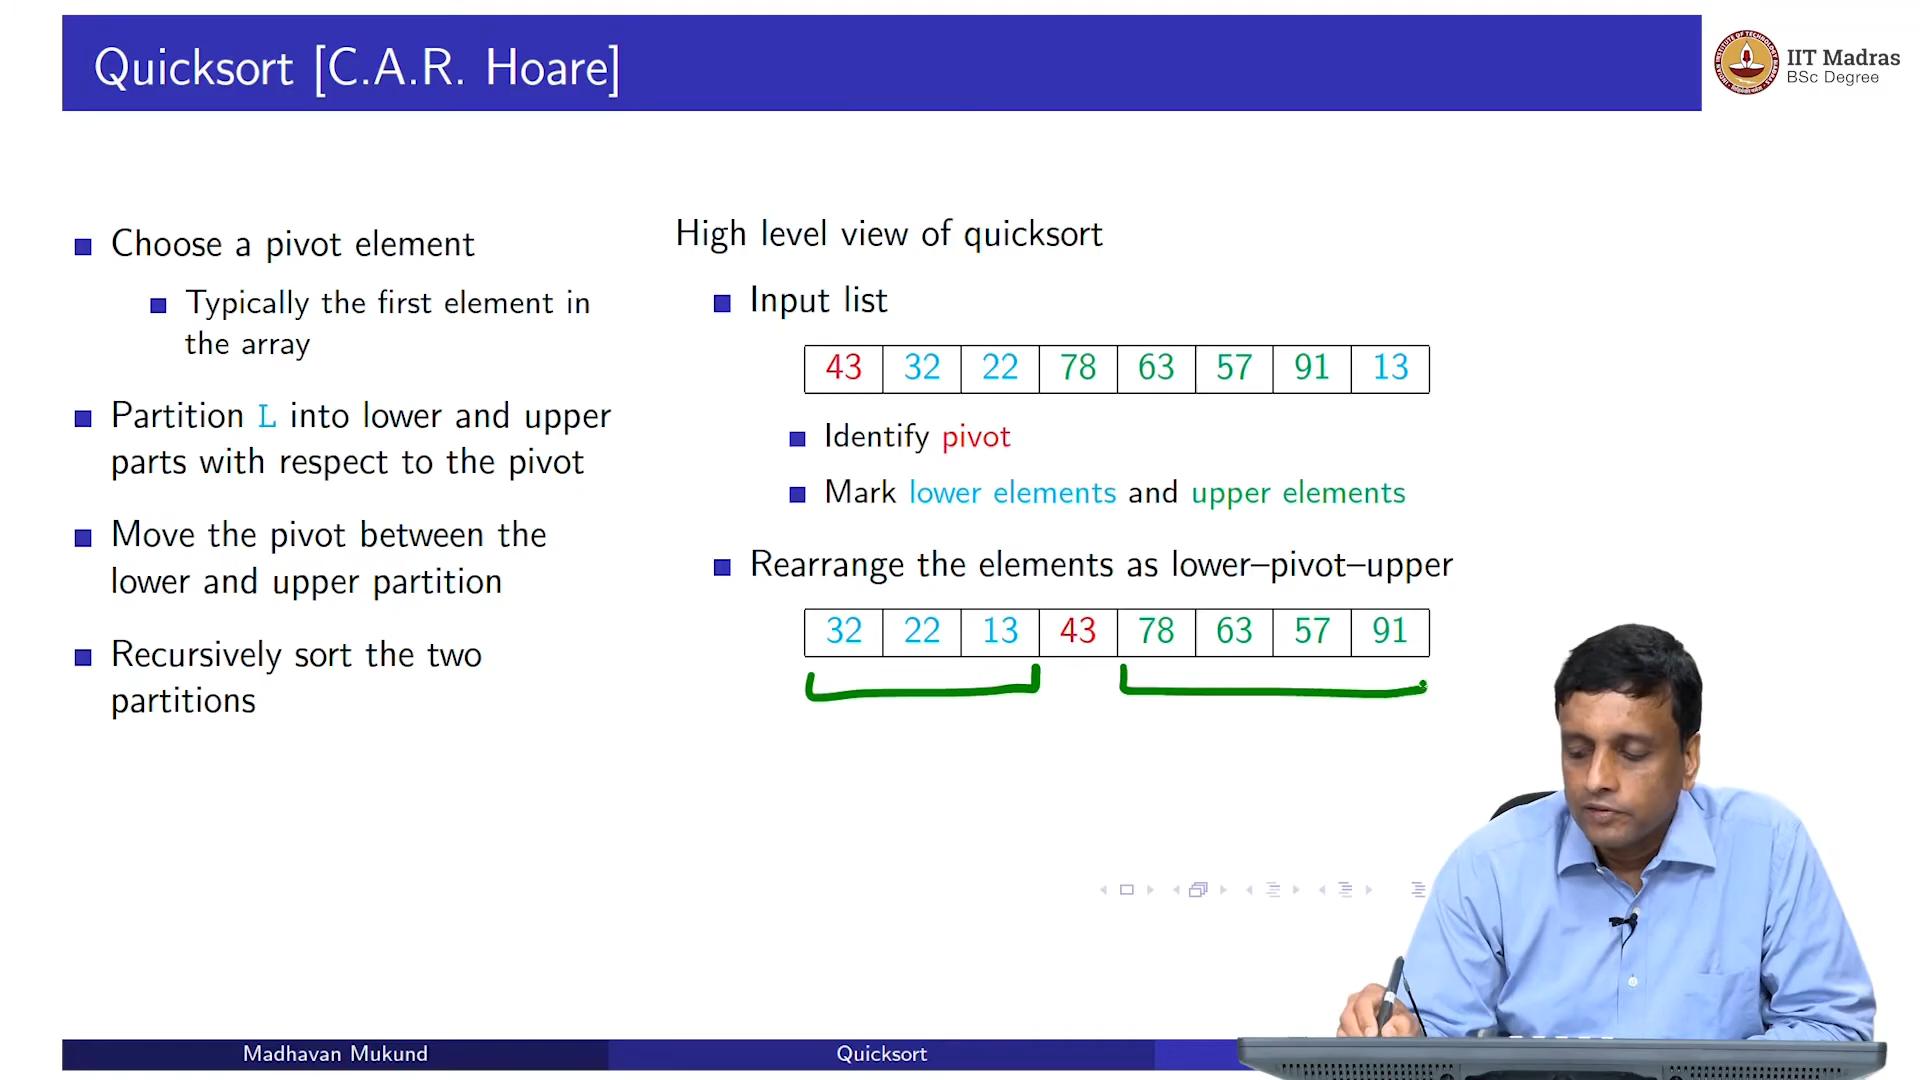 Quicksort [C.A.R. Hoare]
IIT Madras
BSc Degree
Choose a pivot element
Typically the first element in
the array
Partition L into lower and upper
parts with respect to the pivot
Move the pivot between the
lower and upper partition
Recursively sort the two
partitions
High level view of quicksort
Input list
43 32 22 78 63 57 91 13
Identify pivot
Mark lower elements and upper elements
Rearrange the elements as lower–pivot–upper
32 22 13 43 78 63 57 91
Madhavan Mukund
Quicksort